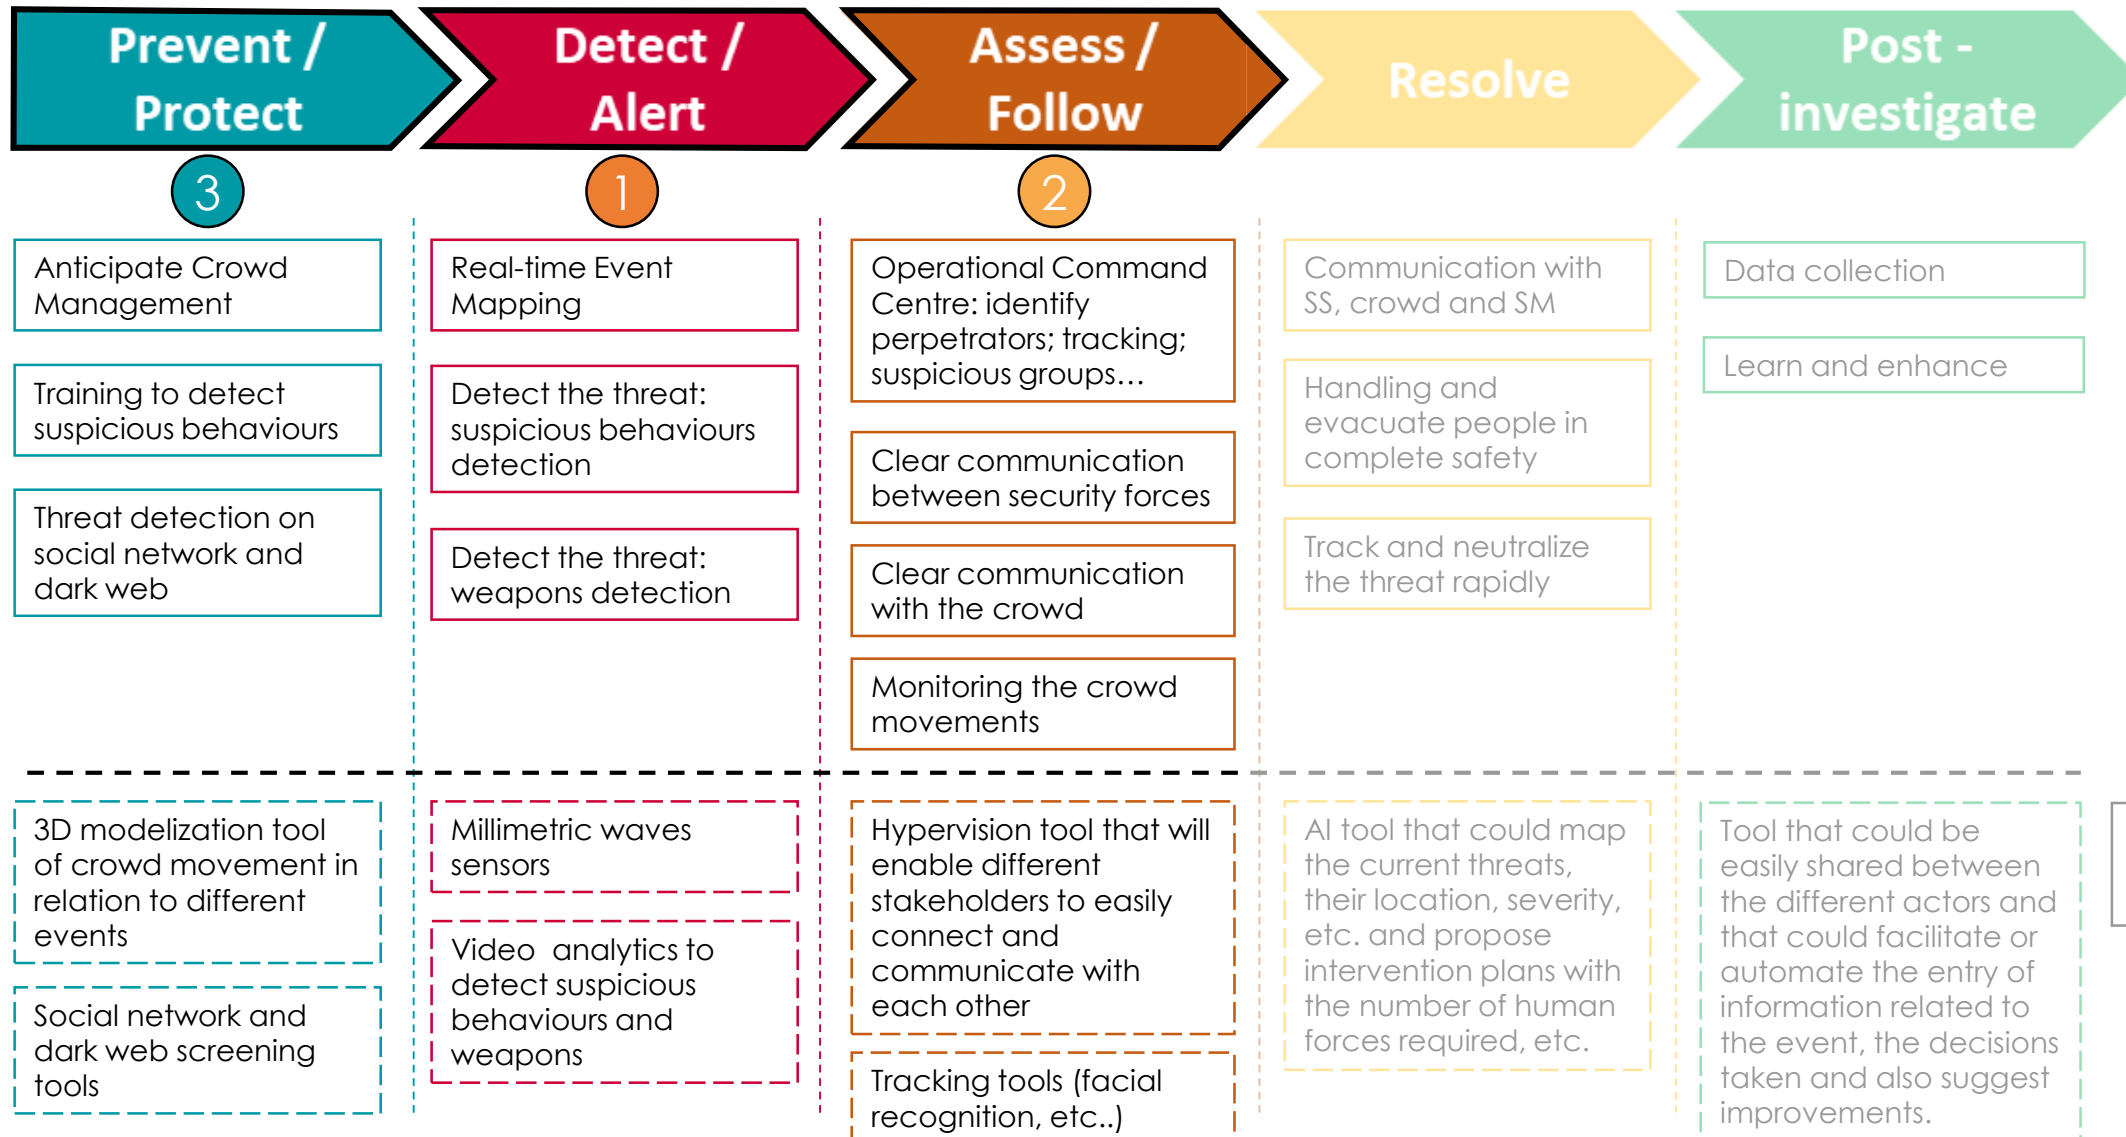 Prevent /
Protect
Detect /
Alert
Assess /
Follow
Resolve
Post -
investigate
3
1
2
Anticipate Crowd
Management
Training to detect
suspicious behaviours
Threat detection on
social network and
dark web
Real-time Event
Mapping
Detect the threat:
suspicious behaviours
detection
Detect the threat:
weapons detection
Operational Command
Centre: identify
perpetrators; tracking;
suspicious groups…
Clear communication
between security forces
Clear communication
with the crowd
Monitoring the crowd
movements
Communication with
SS, crowd and SM
Handling and
evacuate people in
complete safety
Track and neutralize
the threat rapidly
Data collection
Learn and enhance
3D modelization tool
of crowd movement in
relation to different
events
Social network and
dark web screening
tools
Millimetric waves
sensors
Video  analytics to
detect suspicious
behaviours and
weapons
Hypervision tool that will
enable different
stakeholders to easily
connect and
communicate with
each other
Tracking tools (facial
recognition, etc..)
AI tool that could map
the current threats,
their location, severity,
etc. and propose
intervention plans with
the number of human
forces required, etc.
Tool that could be
easily shared between
the different actors and
that could facilitate or
automate the entry of
information related to
the event, the decisions
taken and also suggest
improvements.